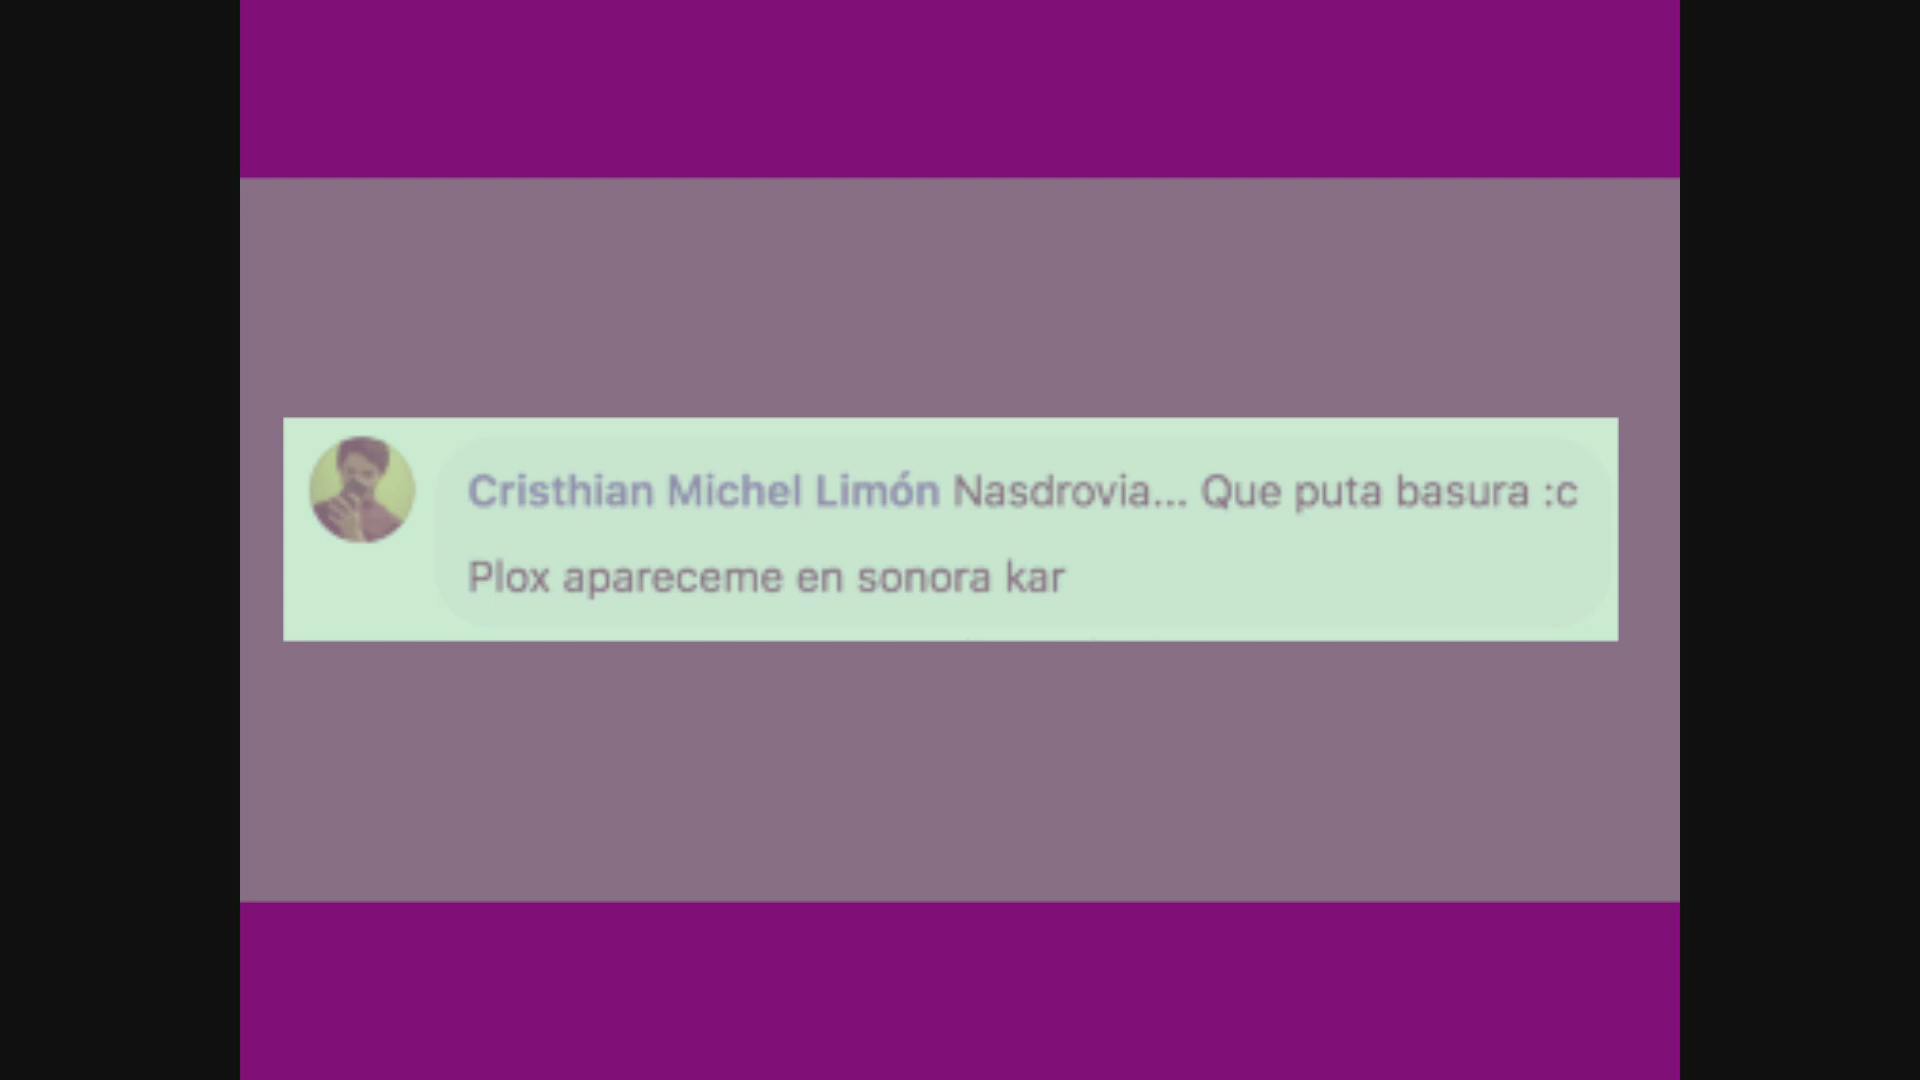 Cristhian Michel Limón Nasdrovia... Que puta basura :c
Plox apareceme en sonora kar